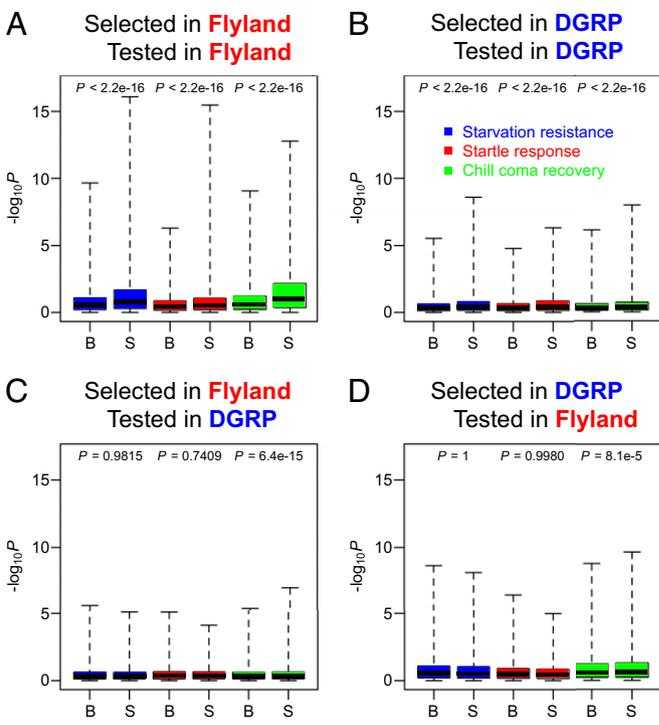 A
Selected in Flyland
Tested in Flyland
P < 2.2e-16 P < 2.2e-16 P < 2.2e-16
15
10
5
0
-log10P
B S B S B S
B
Selected in DGRP
Tested in DGRP
P < 2.2e-16 P < 2.2e-16 P < 2.2e-16
Starvation resistance
Startle response
Chill coma recovery
15
10
5
0
-log10P
B S B S B S
C
Selected in Flyland
Tested in DGRP
P = 0.9815 P = 0.7409 P = 6.4e-15
15
10
5
0
-log10P
B S B S B S
D
Selected in DGRP
Tested in Flyland
P = 1 P = 0.9980 P = 8.1e-5
15
10
5
0
-log10P
B S B S B S